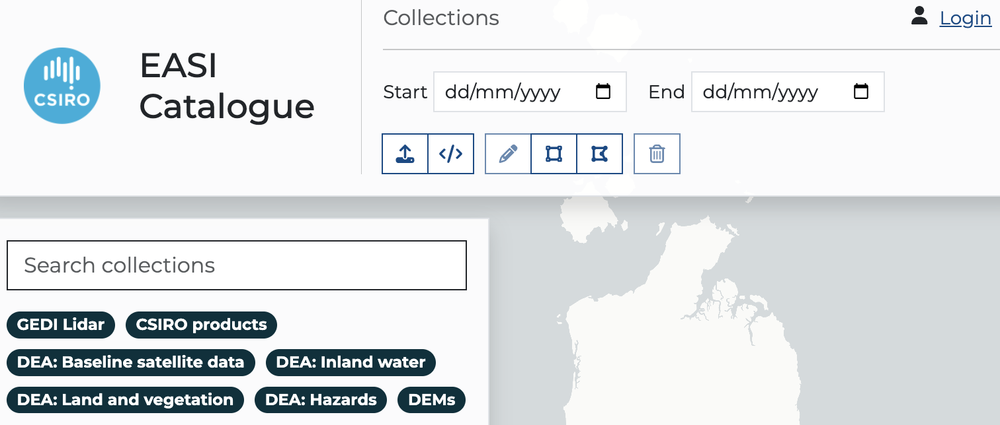 Collections
Login
CSIRO
EASI
Catalogue
Start dd/mm/yyyy End dd/mm/yyyy
Search collections
GEDI Lidar CSIRO products
DEA: Baseline satellite data DEA: Inland water
DEA: Land and vegetation DEA: Hazards DEMs